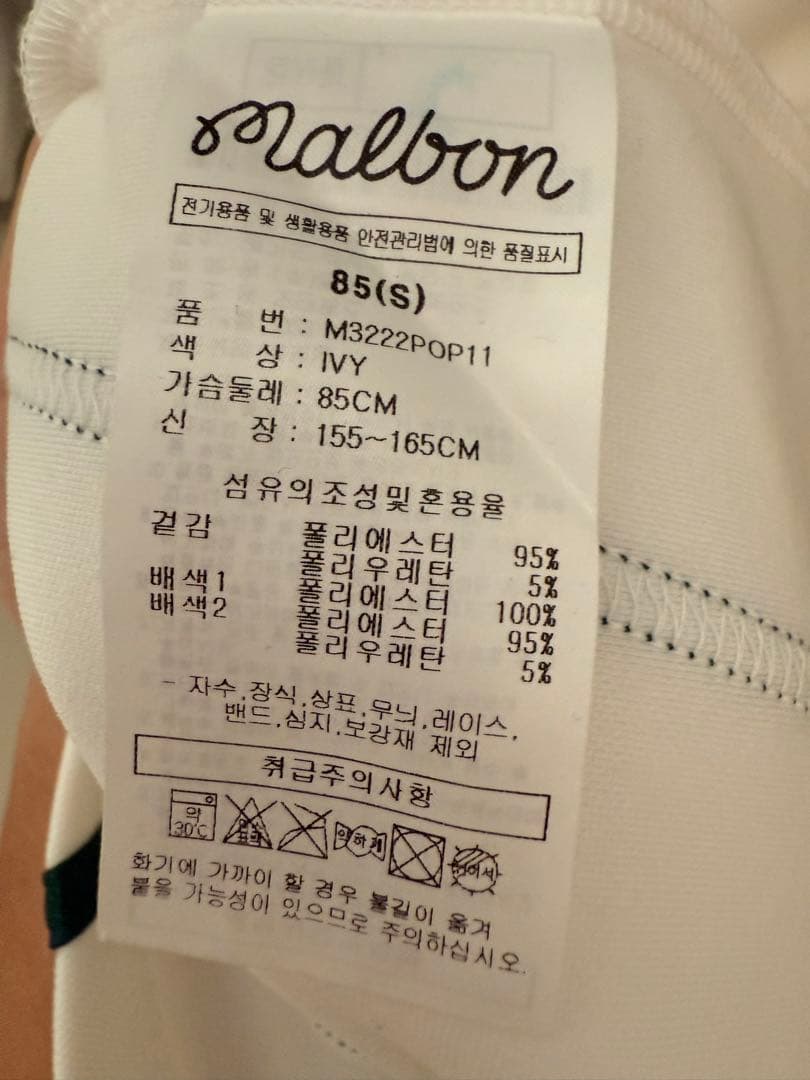 malbon
전기용품 및 생활용품 안전관리법에 의한 품질표시
85(S)
품 번 : M3222POP11
색 상 : IVY
가슴둘레 : 85CM
신 장 : 155~165CM
섬유의조성및혼용율
겉감 폴리에스터 95%
폴리우레탄 5%
배색1 폴리에스터 100%
배색2 폴리에스터 95%
폴리우레탄 5%
- 자수,장식,상표,무늬,레이스,
밴드,심지,보강재 제외
취급주의사항
약 30℃ 약하게
화기에 가까이 할 경우 불길이 옮겨
붙을 가능성이 있으므로 주의하십시오.